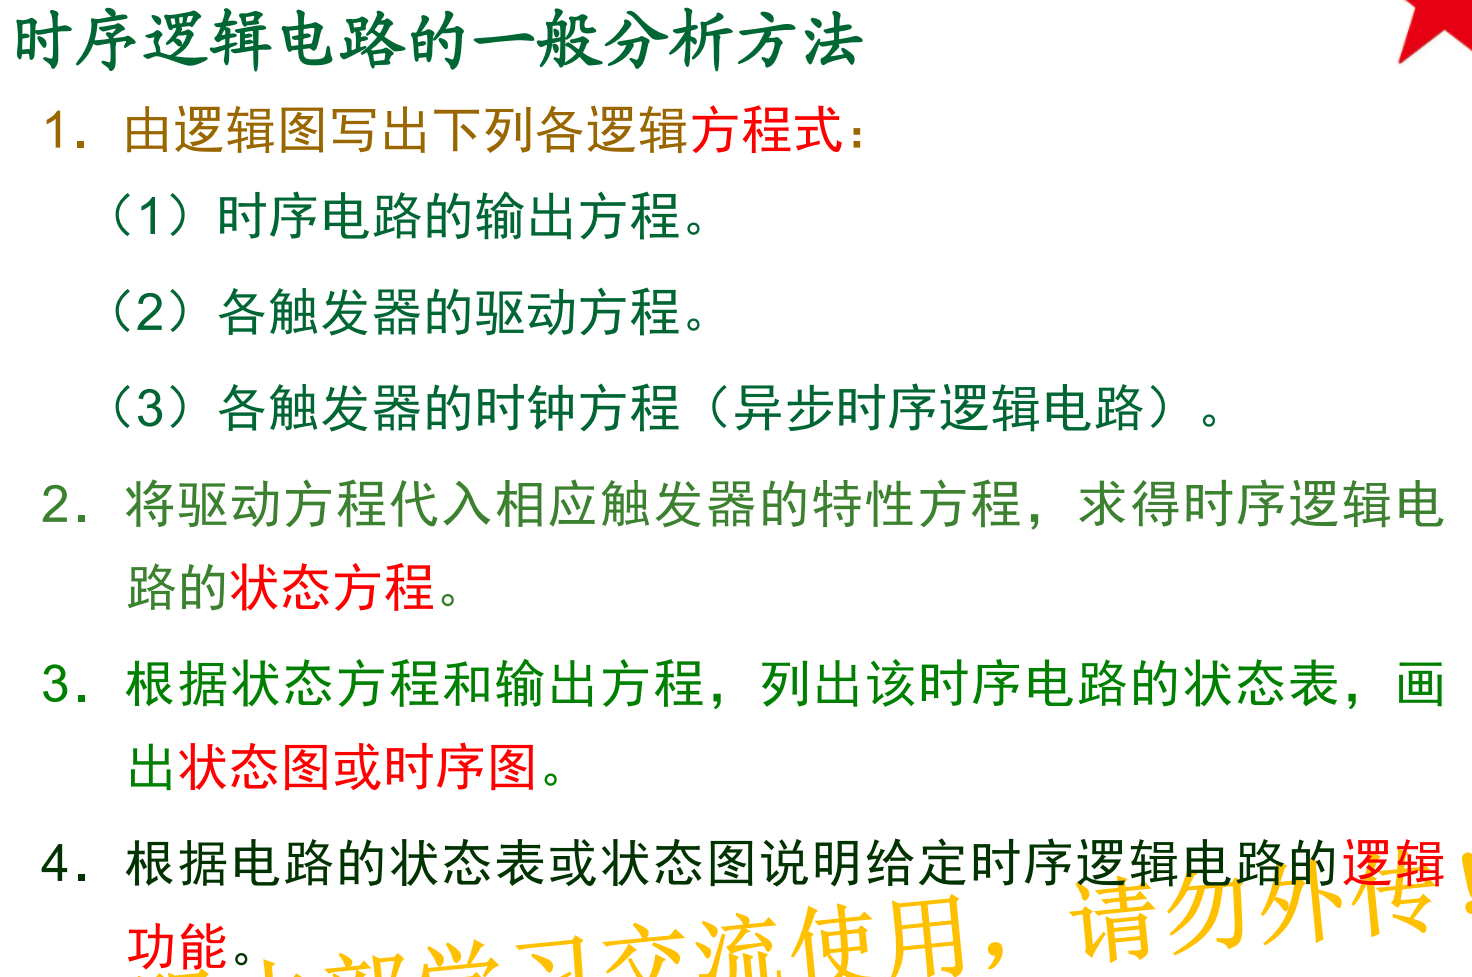 时序逻辑电路的一般分析方法
1. 由逻辑图写出下列各逻辑方程式：
（1）时序电路的输出方程。
（2）各触发器的驱动方程。
（3）各触发器的时钟方程（异步时序逻辑电路）。
2. 将驱动方程代入相应触发器的特性方程，求得时序逻辑电
路的状态方程。
3. 根据状态方程和输出方程，列出该时序电路的状态表，画
出状态图或时序图。
4. 根据电路的状态表或状态图说明给定时序逻辑电路的逻辑
功能。
部学习交流使用，请勿外传！